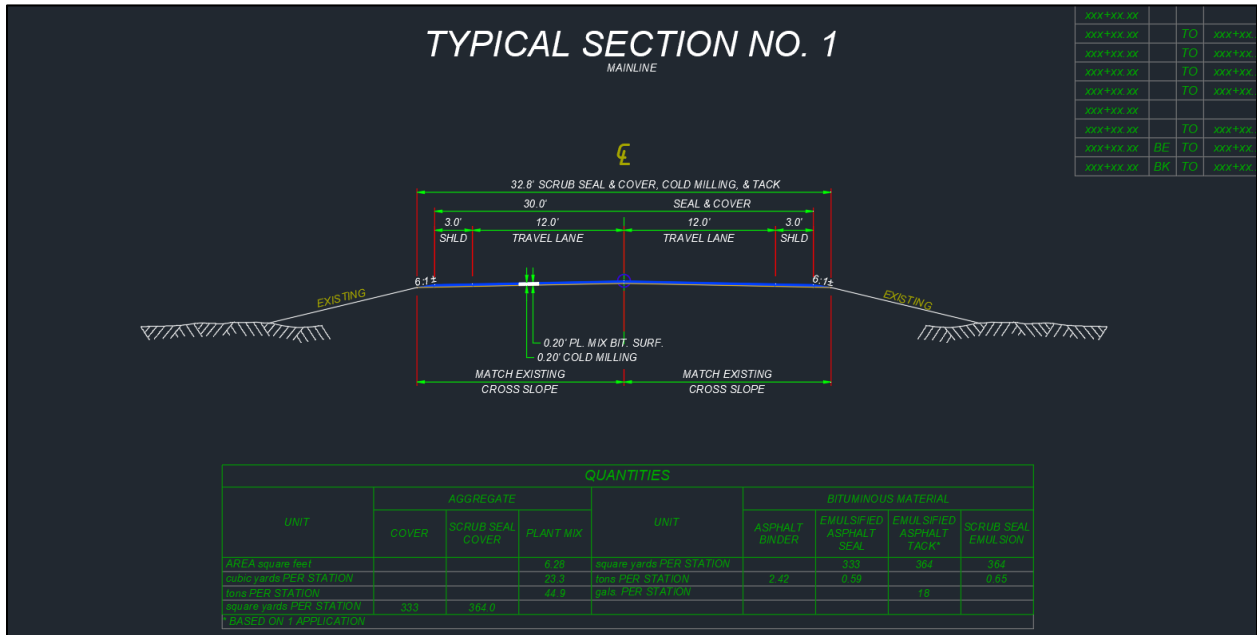 TYPICAL SECTION NO. 1
MAINLINE
xxx+xx.xx
xxx+xx.xx TO xxx+xx.
xxx+xx.xx TO xxx+xx.
xxx+xx.xx TO xxx+xx.
xxx+xx.xx TO xxx+xx.
xxx+xx.xx
xxx+xx.xx TO xxx+xx.
xxx+xx.xx BE TO xxx+xx.
xxx+xx.xx BK TO xxx+xx.
CL
32.8' SCRUB SEAL & COVER, COLD MILLING, & TACK
30.0' SEAL & COVER
3.0' 12.0' 12.0' 3.0'
SHLD TRAVEL LANE TRAVEL LANE SHLD
6:1± 6:1±
EXISTING EXISTING
0.20' PL. MIX BIT. SURF.
0.20' COLD MILLING
MATCH EXISTING MATCH EXISTING
CROSS SLOPE CROSS SLOPE
QUANTITIES
UNIT AGGREGATE UNIT BITUMINOUS MATERIAL
COVER SCRUB SEAL COVER PLANT MIX ASPHALT BINDER EMULSIFIED ASPHALT SEAL EMULSIFIED ASPHALT TACK* SCRUB SEAL EMULSION
AREA square feet 6.28 square yards PER STATION 333 364 364
cubic yards PER STATION 23.3 tons PER STATION 2.42 0.59 0.65
tons PER STATION 44.9 gals. PER STATION 18
square yards PER STATION 333 364.0
* BASED ON 1 APPLICATION